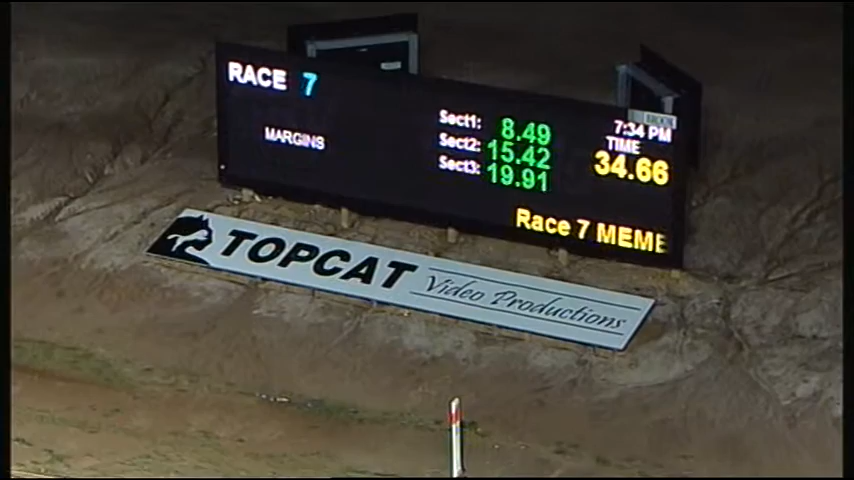 RACE 7
MARGINS
Sect1: 8.49
Sect2: 15.42
Sect3: 19.91
7:34 PM
TIME
34.66
Race 7 MEME
TOPCAT Video Productions